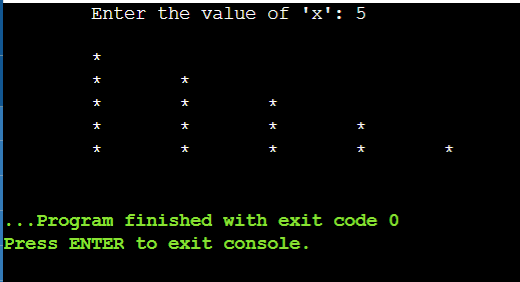 Enter the value of 'x': 5
*
* *
* * *
* * * *
* * * * *
...Program finished with exit code 0
Press ENTER to exit console.